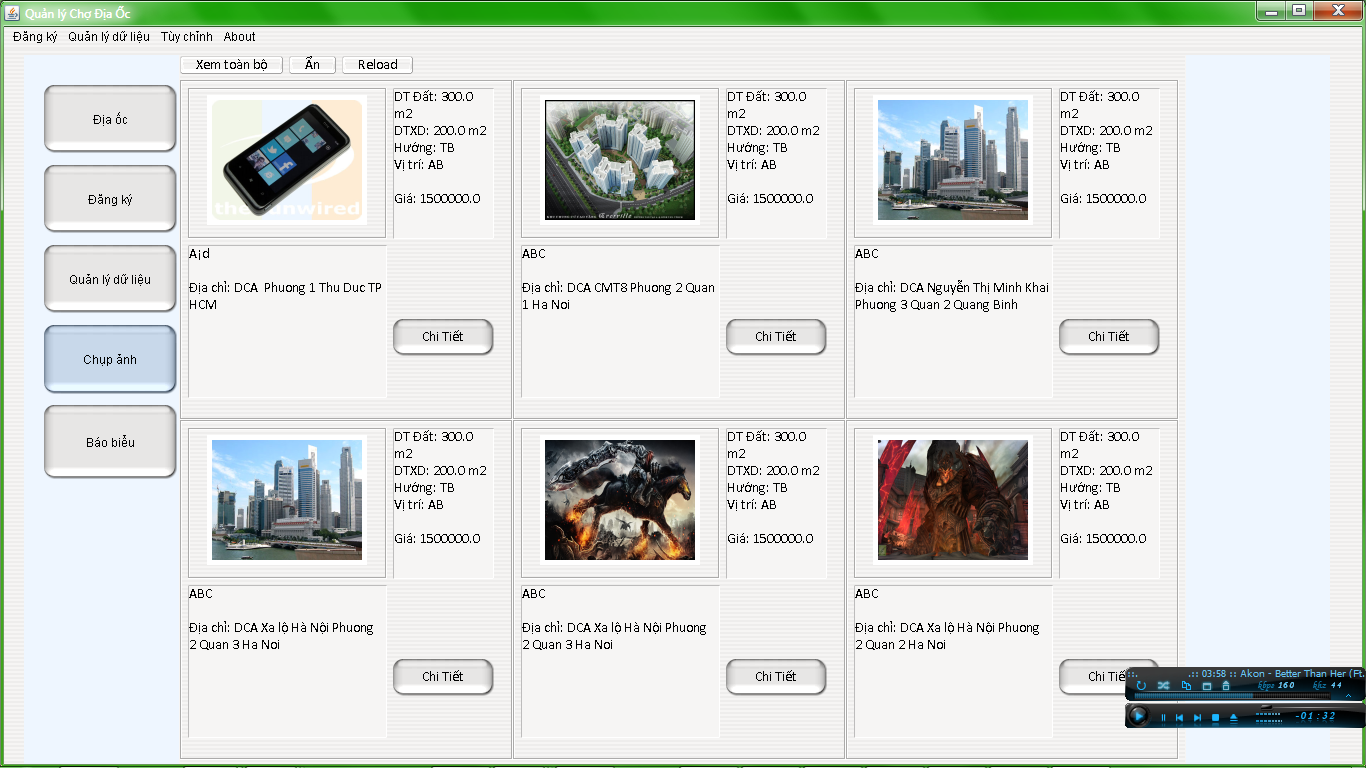 Quản lý Chợ Địa Ốc
Đăng ký Quản lý dữ liệu Tùy chỉnh About
Xem toàn bộ Ẩn Reload
Địa ốc
Đăng ký
Quản lý dữ liệu
Chụp ảnh
Báo biểu
DT Đất: 300.0
m2
DTXD: 200.0 m2
Hướng: TB
Vị trí: AB
Giá: 1500000.0
A¡d
Địa chỉ: DCA  Phuong 1 Thu Duc TP
HCM
Chi Tiết
DT Đất: 300.0
m2
DTXD: 200.0 m2
Hướng: TB
Vị trí: AB
Giá: 1500000.0
ABC
Địa chỉ: DCA CMT8 Phuong 2 Quan
1 Ha Noi
Chi Tiết
DT Đất: 300.0
m2
DTXD: 200.0 m2
Hướng: TB
Vị trí: AB
Giá: 1500000.0
ABC
Địa chỉ: DCA Nguyễn Thị Minh Khai
Phuong 3 Quan 2 Quang Binh
Chi Tiết
DT Đất: 300.0
m2
DTXD: 200.0 m2
Hướng: TB
Vị trí: AB
Giá: 1500000.0
ABC
Địa chỉ: DCA Xa lộ Hà Nội Phuong
2 Quan 3 Ha Noi
Chi Tiết
DT Đất: 300.0
m2
DTXD: 200.0 m2
Hướng: TB
Vị trí: AB
Giá: 1500000.0
ABC
Địa chỉ: DCA Xa lộ Hà Nội Phuong
2 Quan 3 Ha Noi
Chi Tiết
DT Đất: 300.0
m2
DTXD: 200.0 m2
Hướng: TB
Vị trí: AB
Giá: 1500000.0
ABC
Địa chỉ: DCA Xa lộ Hà Nội Phuong
2 Quan 2 Ha Noi
Chi Tiế
::. .:: 03:58 :: Akon - Better Than Her (Ft.
kbps 160 khz 44
-01:32